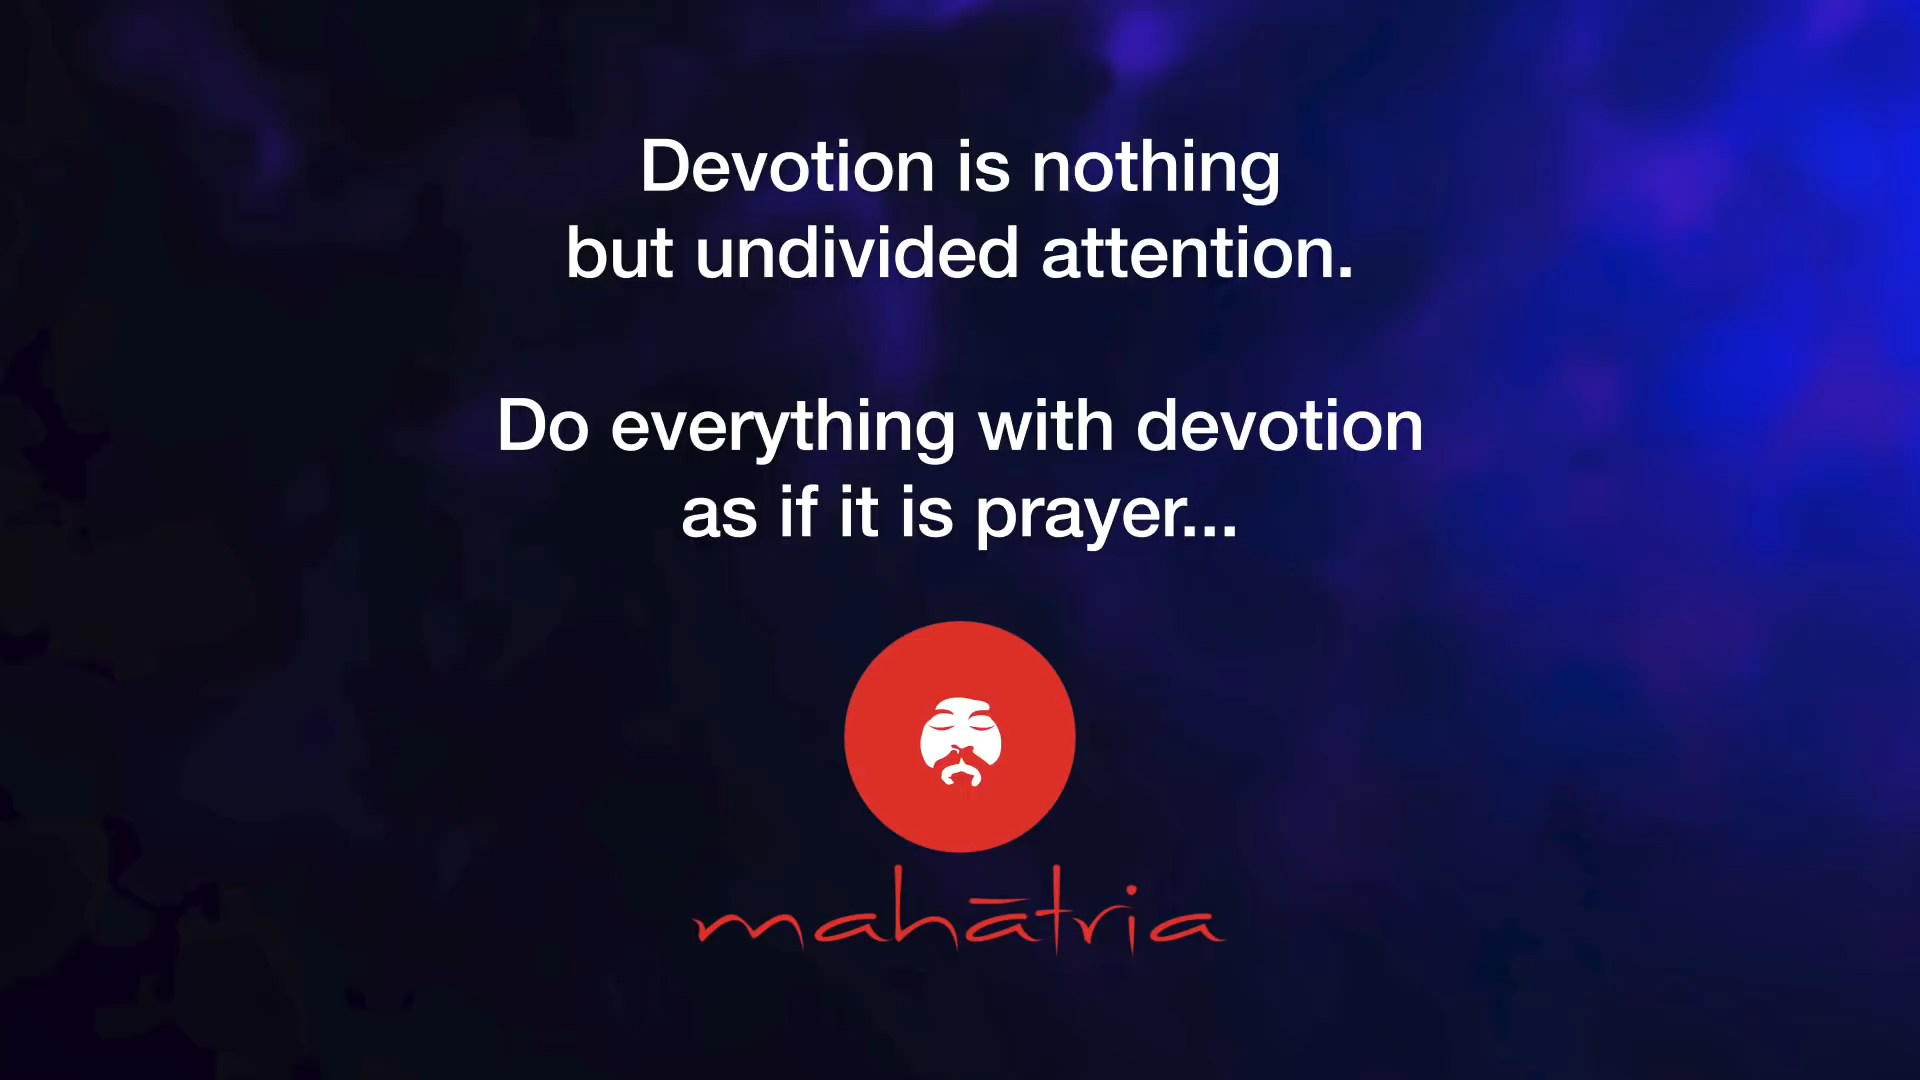 Devotion is nothing
but undivided attention.
Do everything with devotion
as if it is prayer...
mahātria